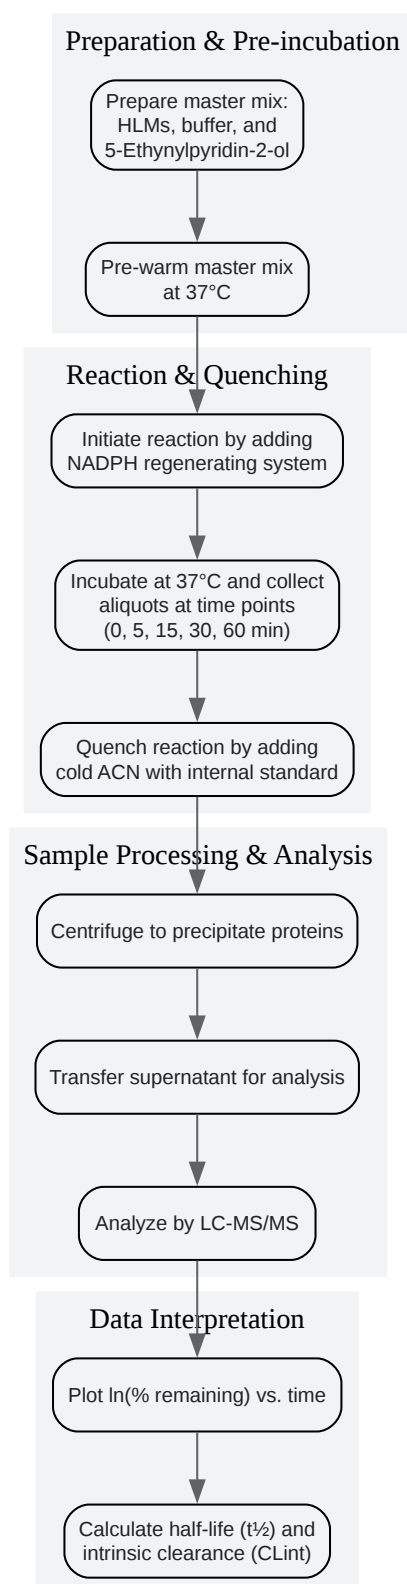 Preparation & Pre-incubation
Prepare master mix:
HLMs, buffer, and
5-Ethynylpyridin-2-ol
Pre-warm master mix
at 37°C
Reaction & Quenching
Initiate reaction by adding
NADPH regenerating system
Incubate at 37°C and collect
aliquots at time points
(0, 5, 15, 30, 60 min)
Quench reaction by adding
cold ACN with internal standard
Sample Processing & Analysis
Centrifuge to precipitate proteins
Transfer supernatant for analysis
Analyze by LC-MS/MS
Data Interpretation
Plot ln(% remaining) vs. time
Calculate half-life (t½) and
intrinsic clearance (CLint)